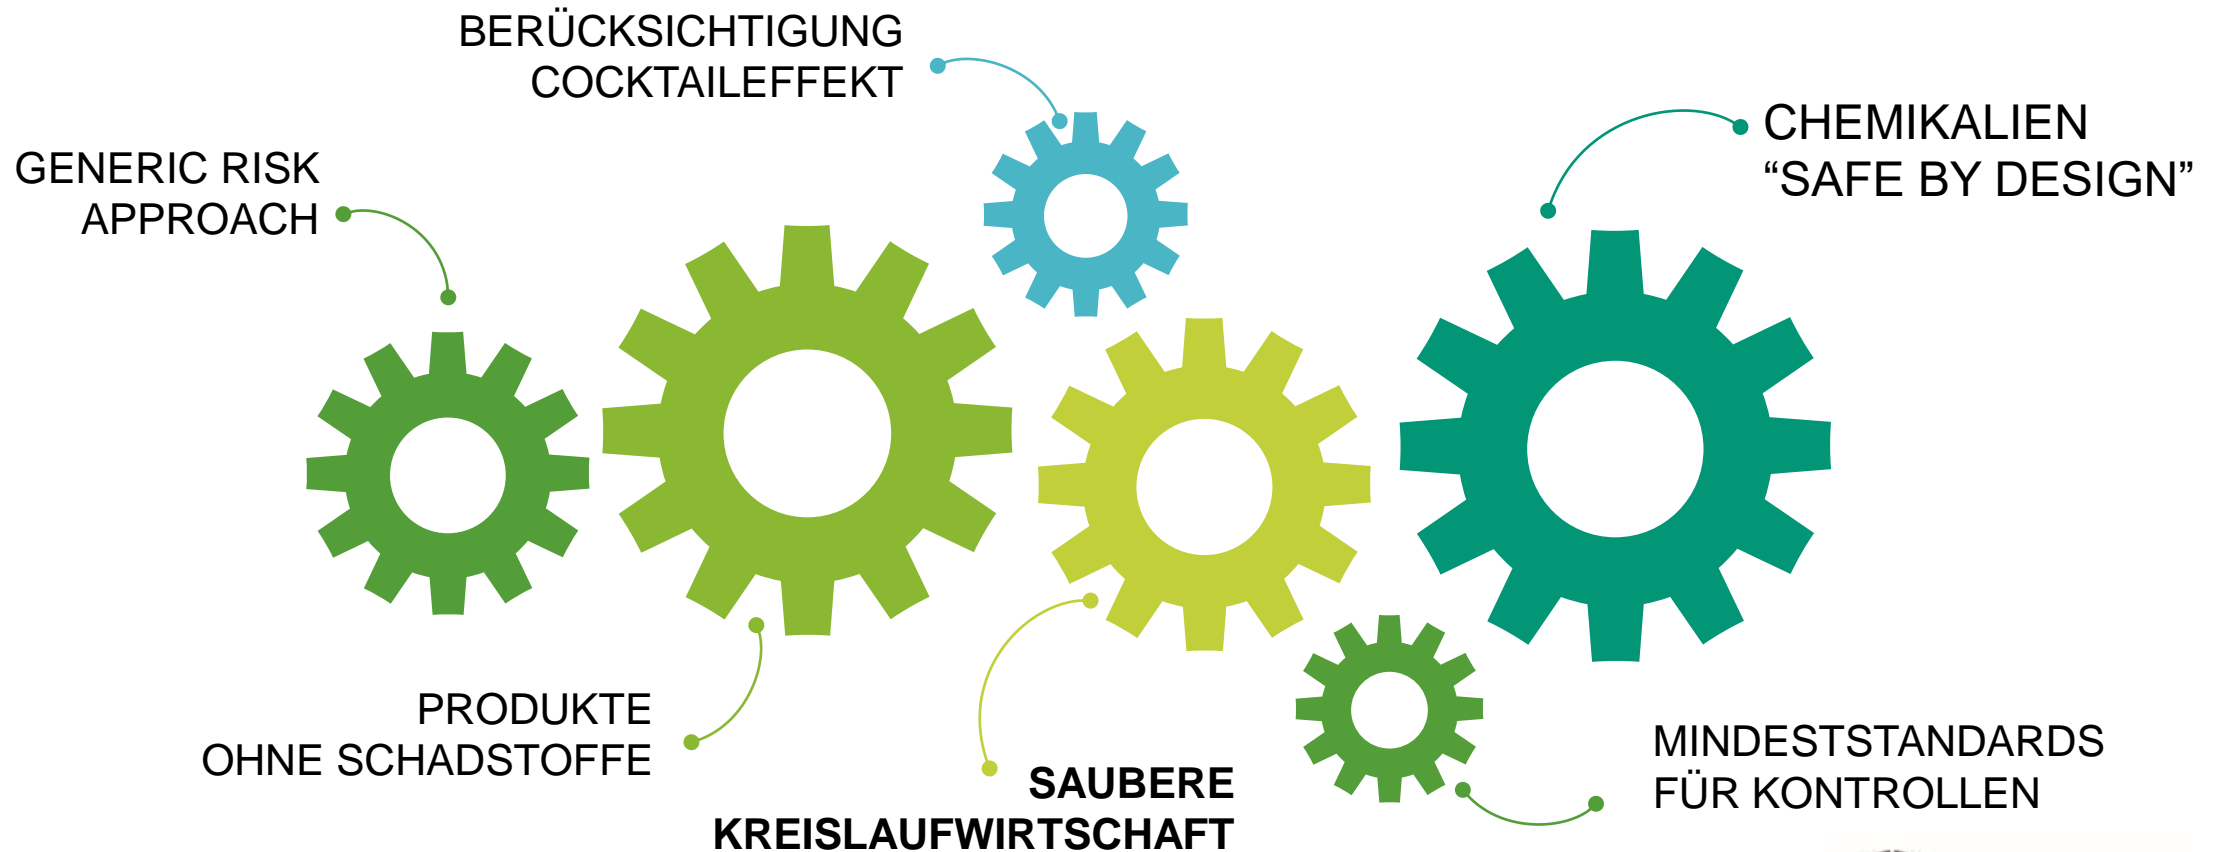 BERÜCKSICHTIGUNG
COCKTAILEFFEKT
GENERIC RISK
APPROACH
CHEMIKALIEN
“SAFE BY DESIGN”
PRODUKTE
OHNE SCHADSTOFFE
SAUBERE
KREISLAUFWIRTSCHAFT
MINDESTSTANDARDS
FÜR KONTROLLEN